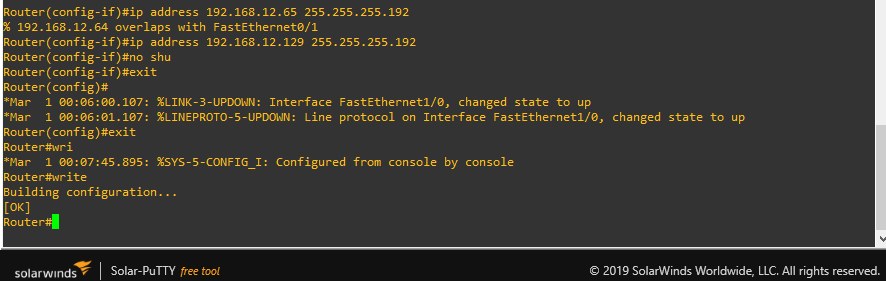 Router(config-if)#ip address 192.168.12.65 255.255.255.192
% 192.168.12.64 overlaps with FastEthernet0/1
Router(config-if)#ip address 192.168.12.129 255.255.255.192
Router(config-if)#no shu
Router(config-if)#exit
Router(config)#
*Mar  1 00:06:00.107: %LINK-3-UPDOWN: Interface FastEthernet1/0, changed state to up
*Mar  1 00:06:01.107: %LINEPROTO-5-UPDOWN: Line protocol on Interface FastEthernet1/0, changed state to up
Router(config)#exit
Router#wri
*Mar  1 00:07:45.895: %SYS-5-CONFIG_I: Configured from console by console
Router#write
Building configuration...
[OK]
Router#
solarwinds | Solar-PuTTY free tool © 2019 SolarWinds Worldwide, LLC. All rights reserved.